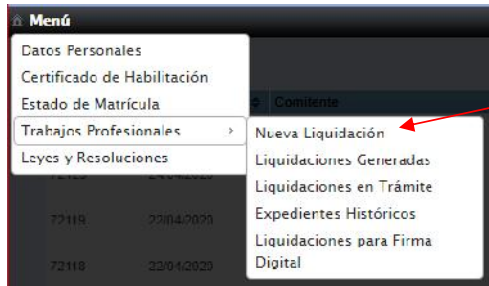 Menú
Datos Personales
Certificado de Habilitación
Estado de Matrícula
Comitente
Trabajos Profesionales
Nueva Liquidación
Leyes y Resoluciones
Liquidaciones Generadas
Liquidaciones en Trámite
72119 22/04/2020
Expedientes Históricos
Liquidaciones para Firma
Digital
72118 22/04/2020